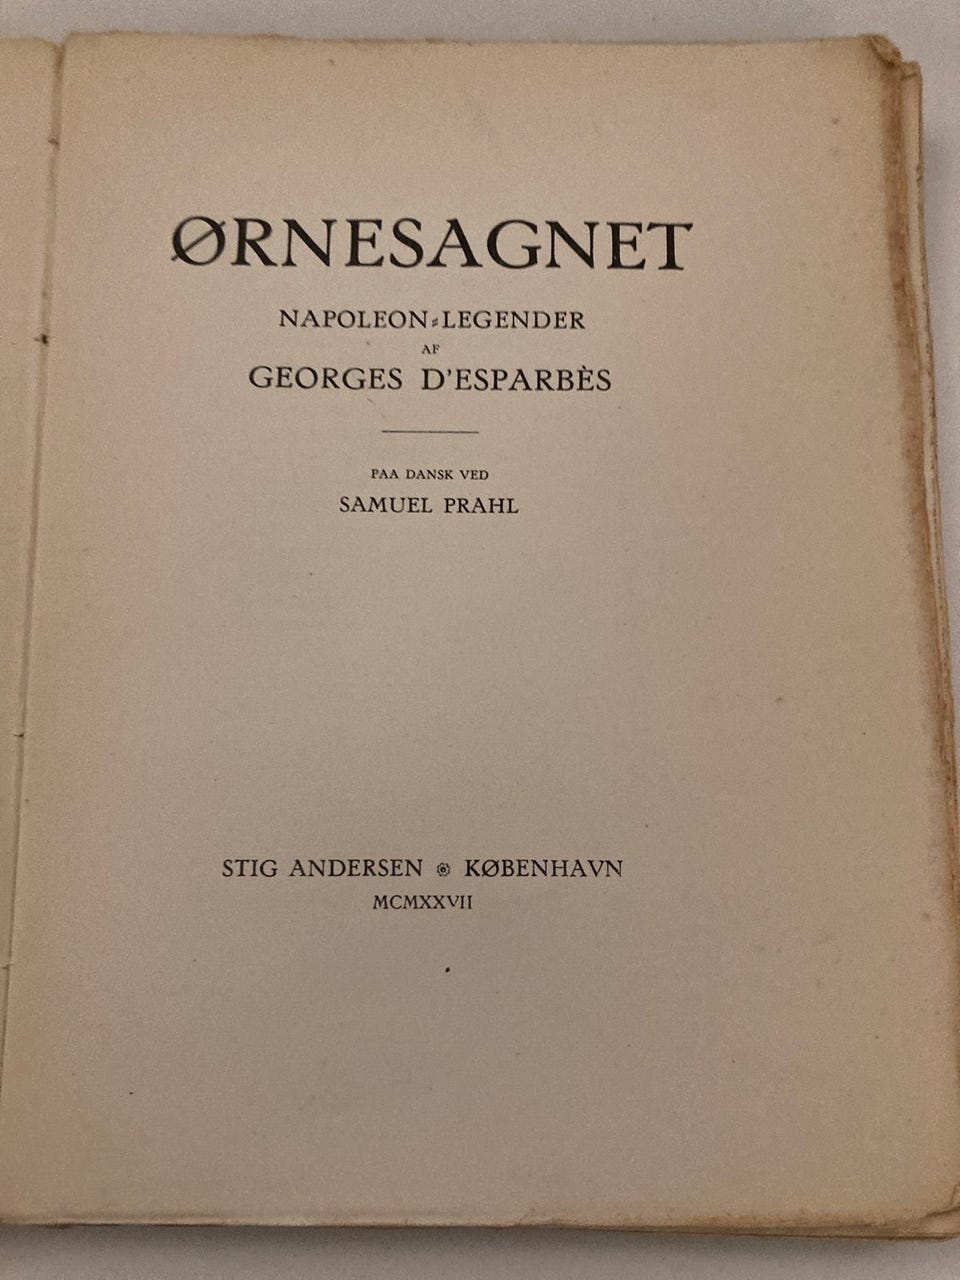 ØRNESAGNET
NAPOLEON-LEGENDER
AF
GEORGES D'ESPARBÈS
PAA DANSK VED
SAMUEL PRAHL
STIG ANDERSEN ❁ KØBENHAVN
MCMXXVII